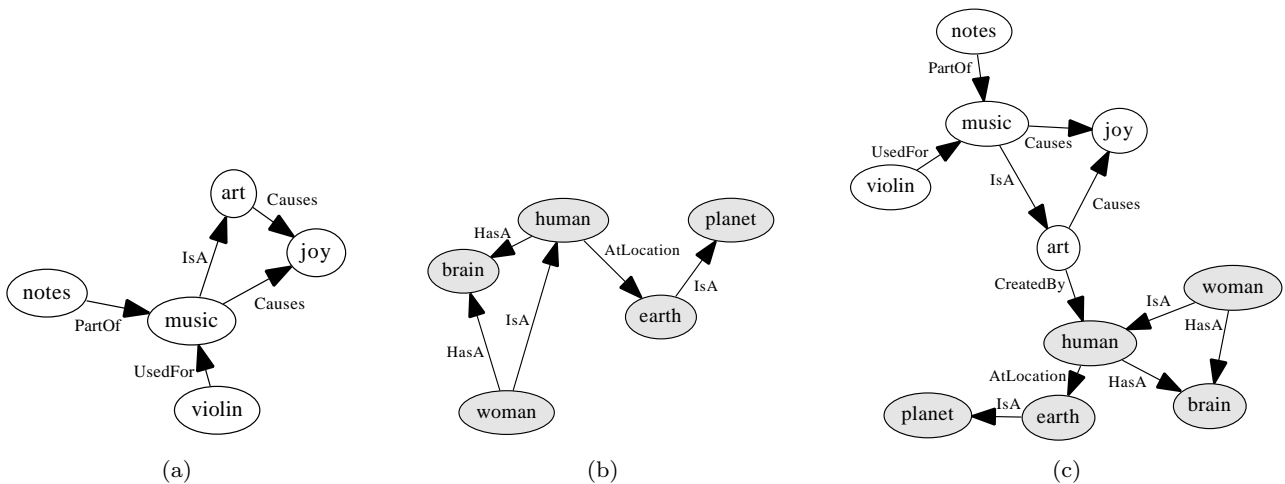 art
Causes
joy
IsA
Causes
notes
PartOf
music
UsedFor
violin
(a)
human
planet
HasA
AtLocation
brain
IsA
earth
IsA
HasA
woman
(b)
notes
PartOf
music
joy
Causes
UsedFor
violin
IsA
Causes
art
CreatedBy
woman
IsA
HasA
human
AtLocation
HasA
IsA
planet
earth
brain
(c)